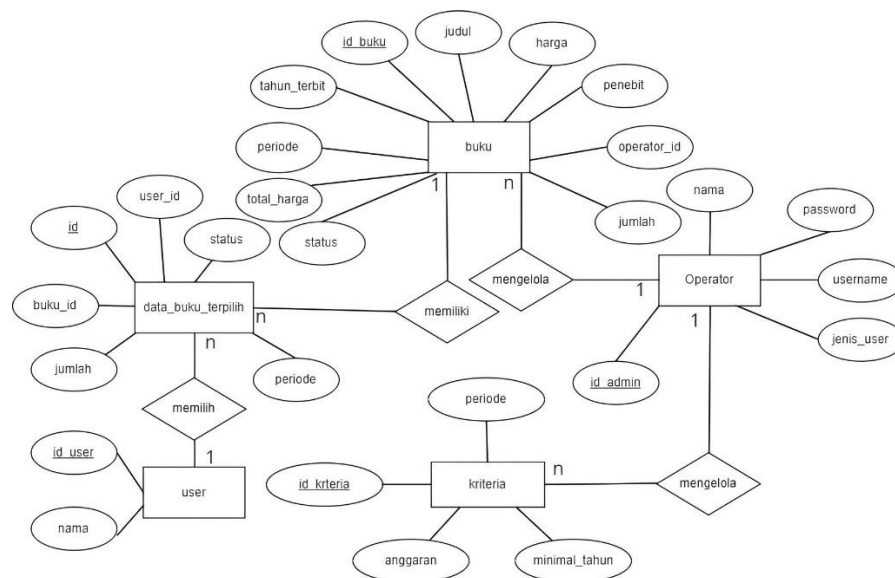 judul
id_buku
harga
tahun_terbit
penebit
periode
buku
operator_id
total_harga
1
n
nama
user_id
jumlah
password
id
status
status
mengelola
Operator
username
buku_id
data_buku_terpilih
n
memiliki
1
1
jenis_user
n
jumlah
periode
id_admin
memilih
periode
id_user
1
n
user
id_krteria
kriteria
mengelola
nama
anggaran
minimal_tahun